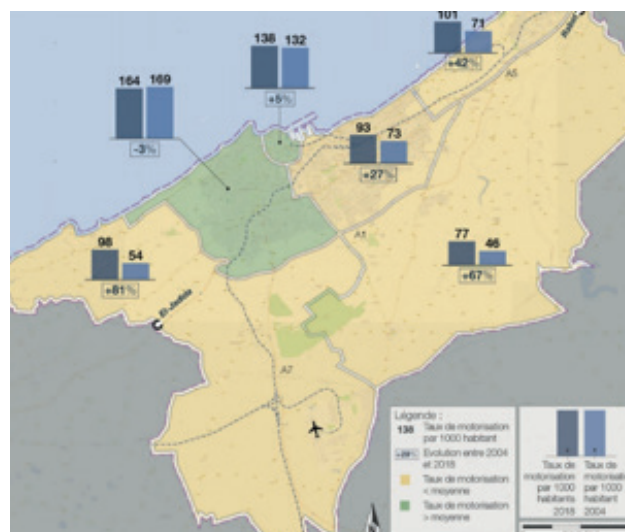 101 71
+42%
Rabat
138 132
+5%
A5
164 169
-3%
93 73
+27%
A1
77 46
+67%
98 54
+81%
El Jadida
A7
Légende :
138 Taux de motorisation
par 1000 habitant
+29% Evolution entre 2004
et 2018
Taux de motorisation
< moyenne
Taux de motorisation
> moyenne
Taux de
motorisation
par 1000
habitants
2018
Taux de
motorisation
par 1000
habitants
2004